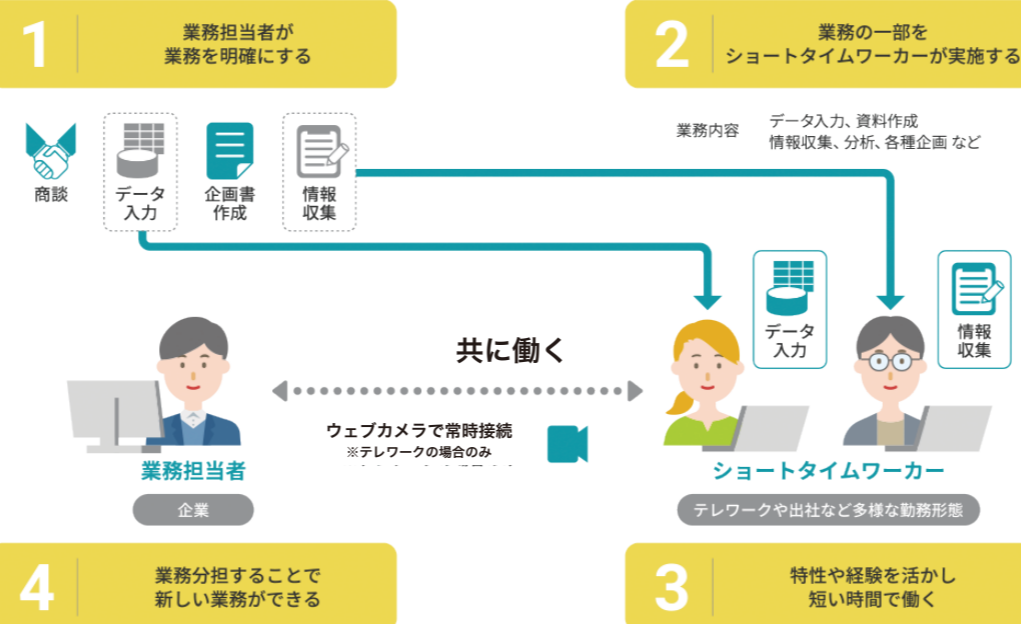 1
業務担当者が
業務を明確にする
2
業務の一部を
ショートタイムワーカーが実施する
商談
データ
入力
企画書
作成
情報
収集
業務内容
データ入力、資料作成
情報収集、分析、各種企画 など
データ
入力
情報
収集
共に働く
ウェブカメラで常時接続
※テレワークの場合のみ
業務担当者
企業
ショートタイムワーカー
テレワークや出社など多様な勤務形態
4
業務分担することで
新しい業務ができる
3
特性や経験を活かし
短い時間で働く